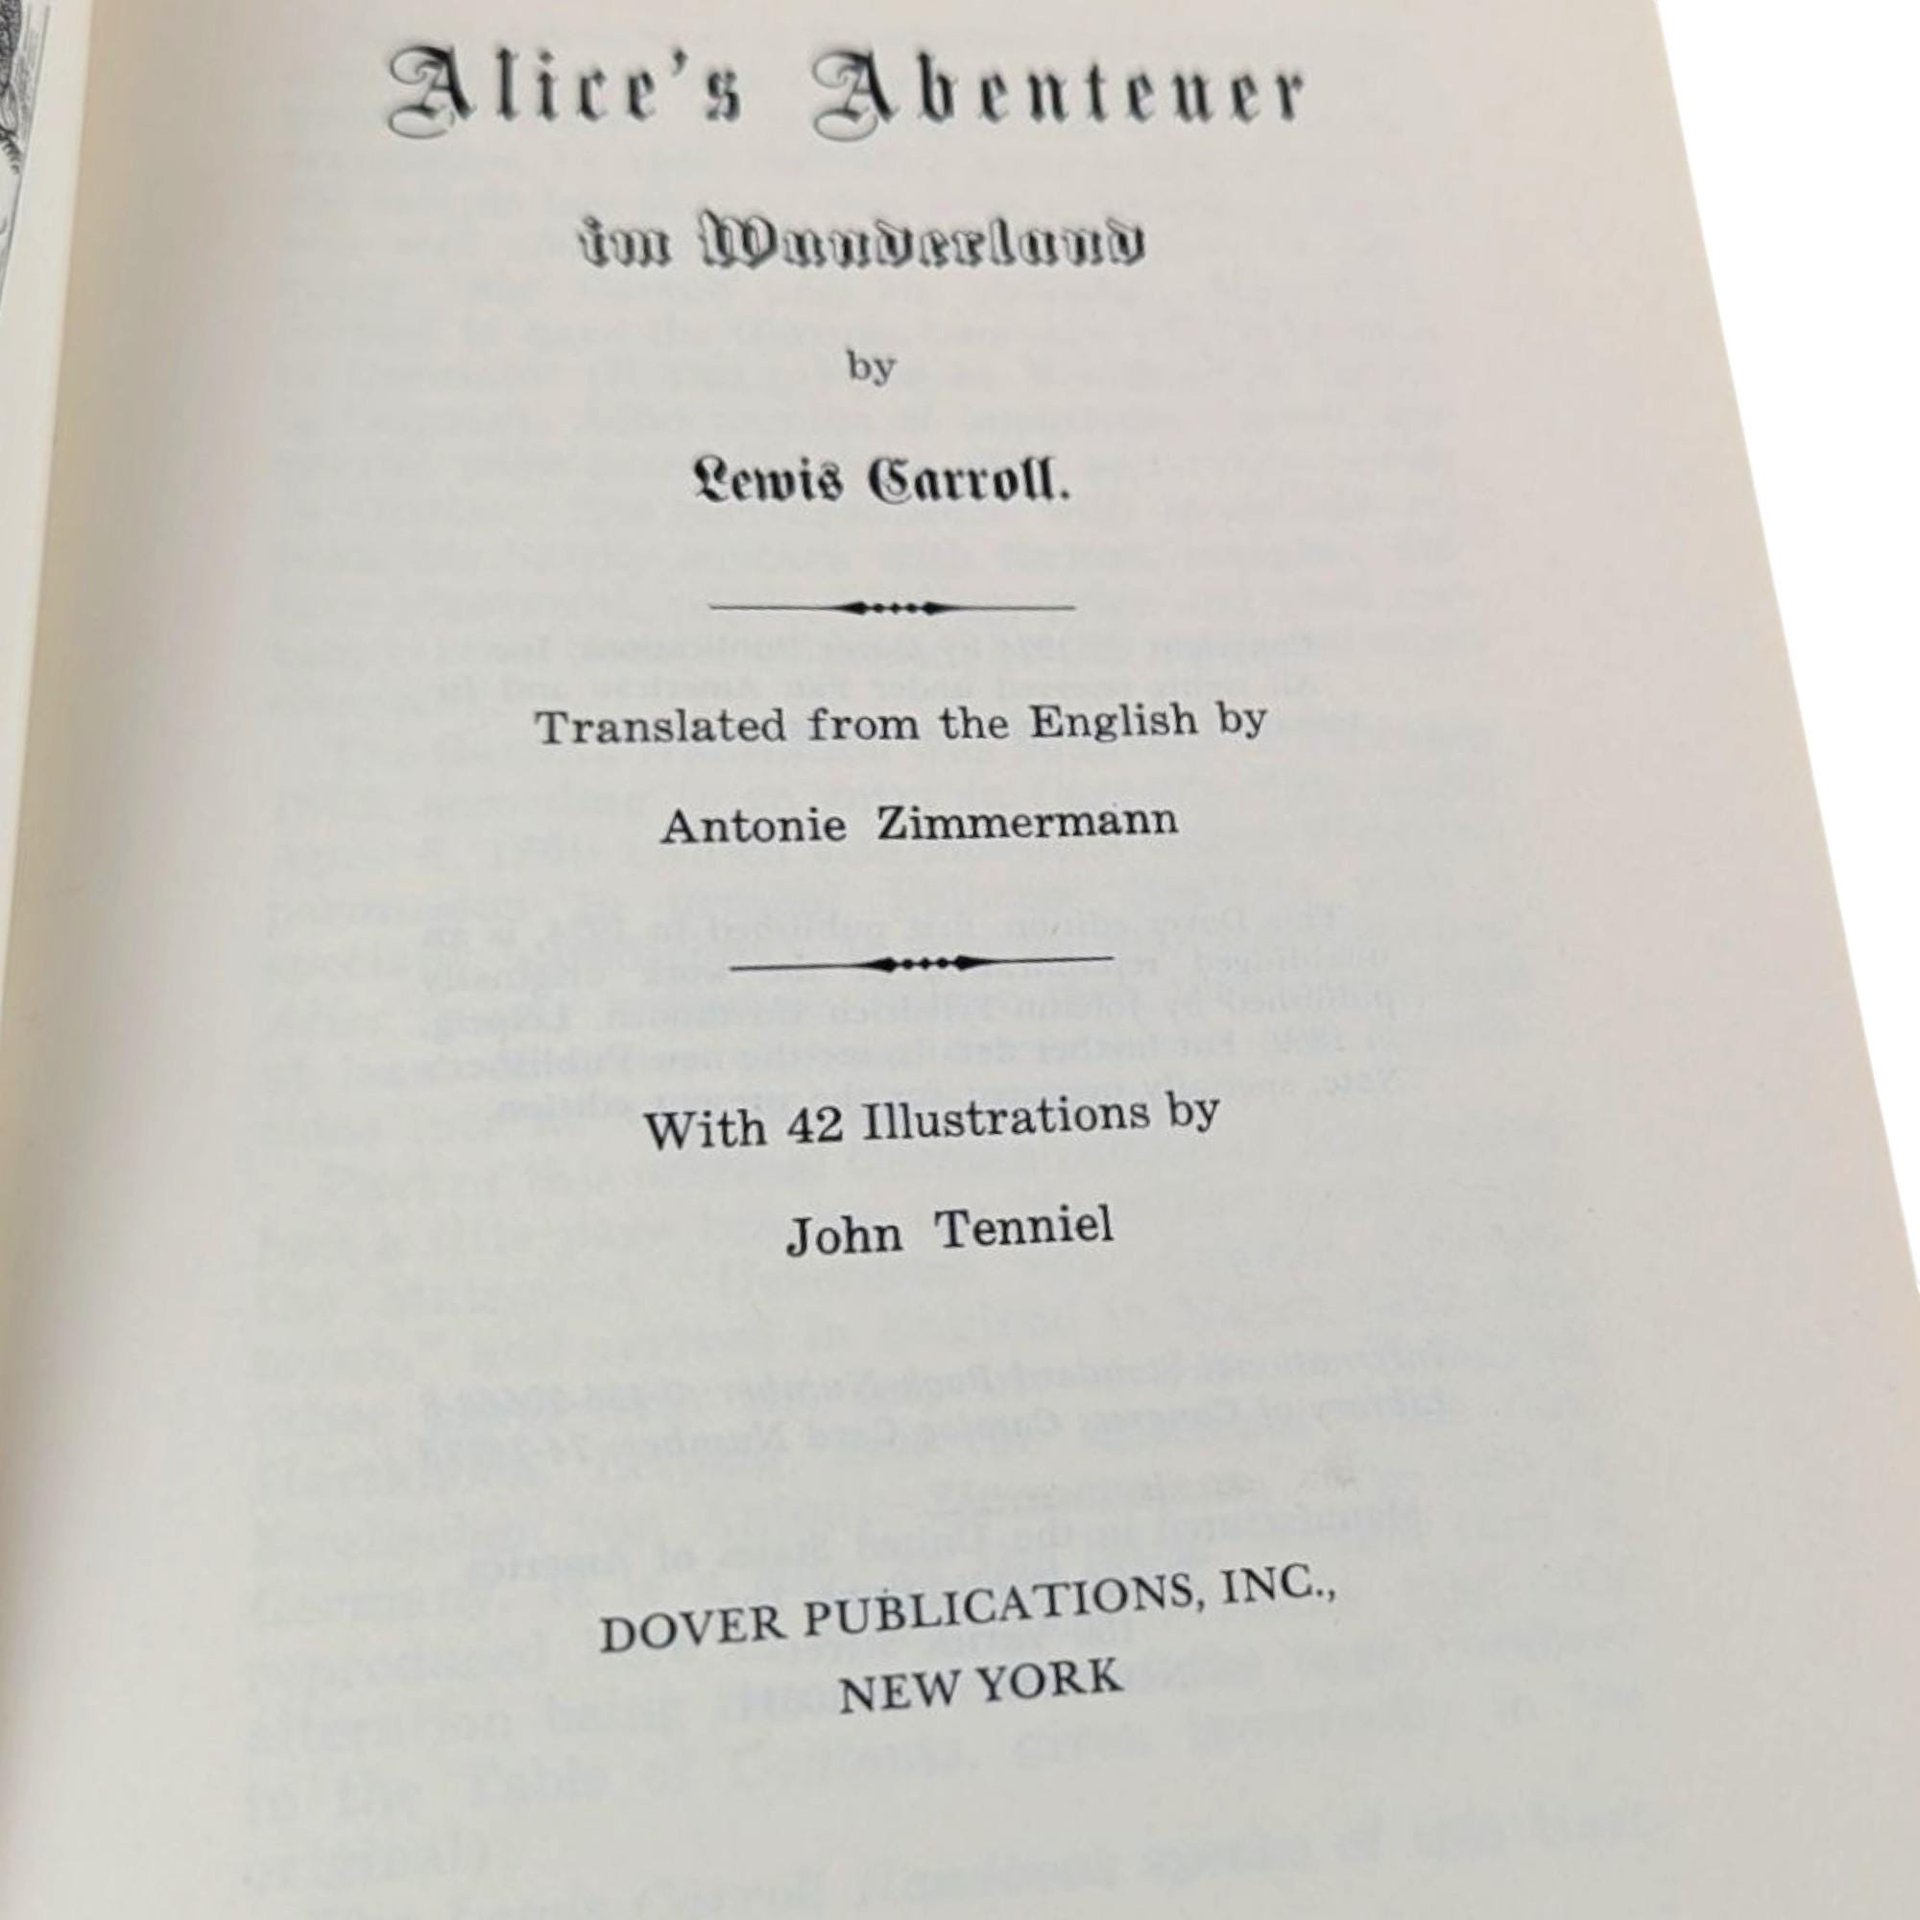 Alice's Abenteuer
im Wunderland
by
Lewis Carroll.
Translated from the English by
Antonie Zimmermann
With 42 Illustrations by
John Tenniel
DOVER PUBLICATIONS, INC.,
NEW YORK